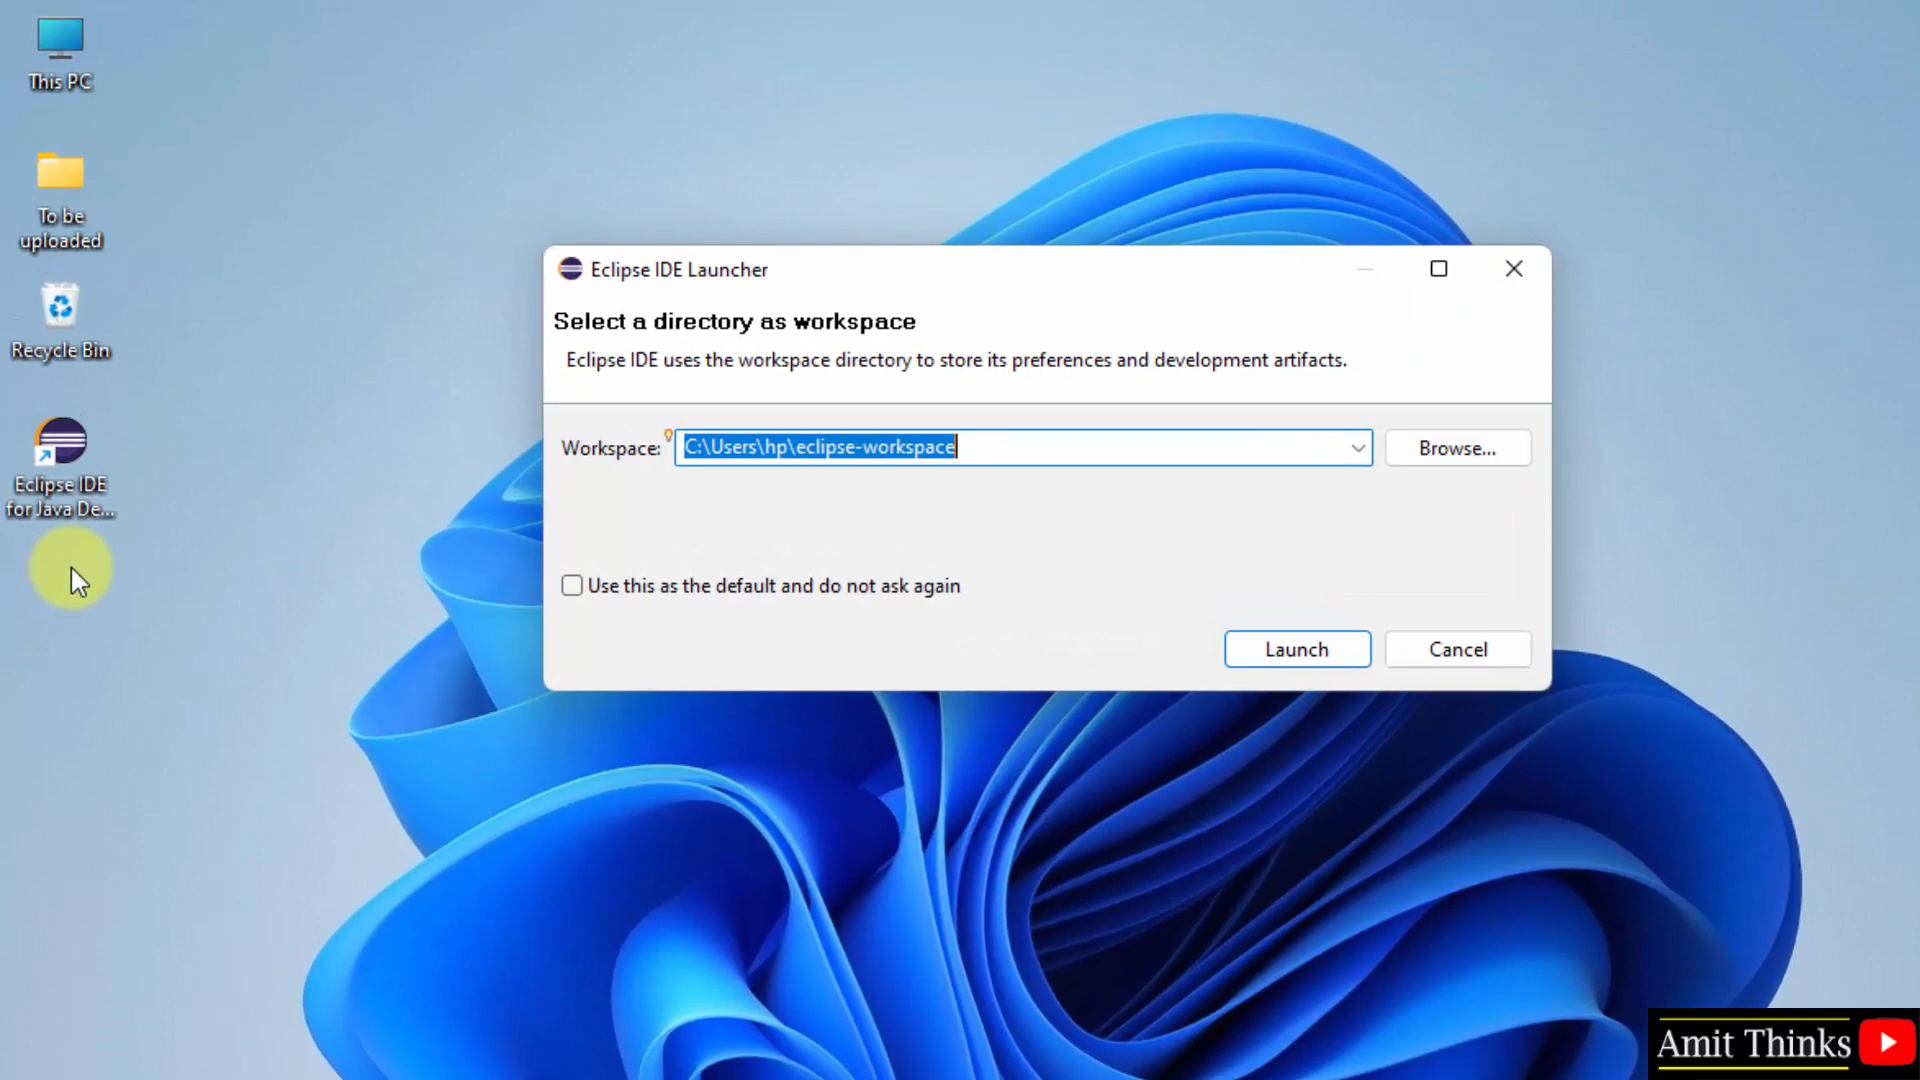 This PC
To be
uploaded
Recycle Bin
Eclipse IDE
for Java De...
Eclipse IDE Launcher
Select a directory as workspace
Eclipse IDE uses the workspace directory to store its preferences and development artifacts.
Workspace: C:\Users\hp\eclipse-workspace Browse...
Use this as the default and do not ask again
Launch Cancel
Amit Thinks